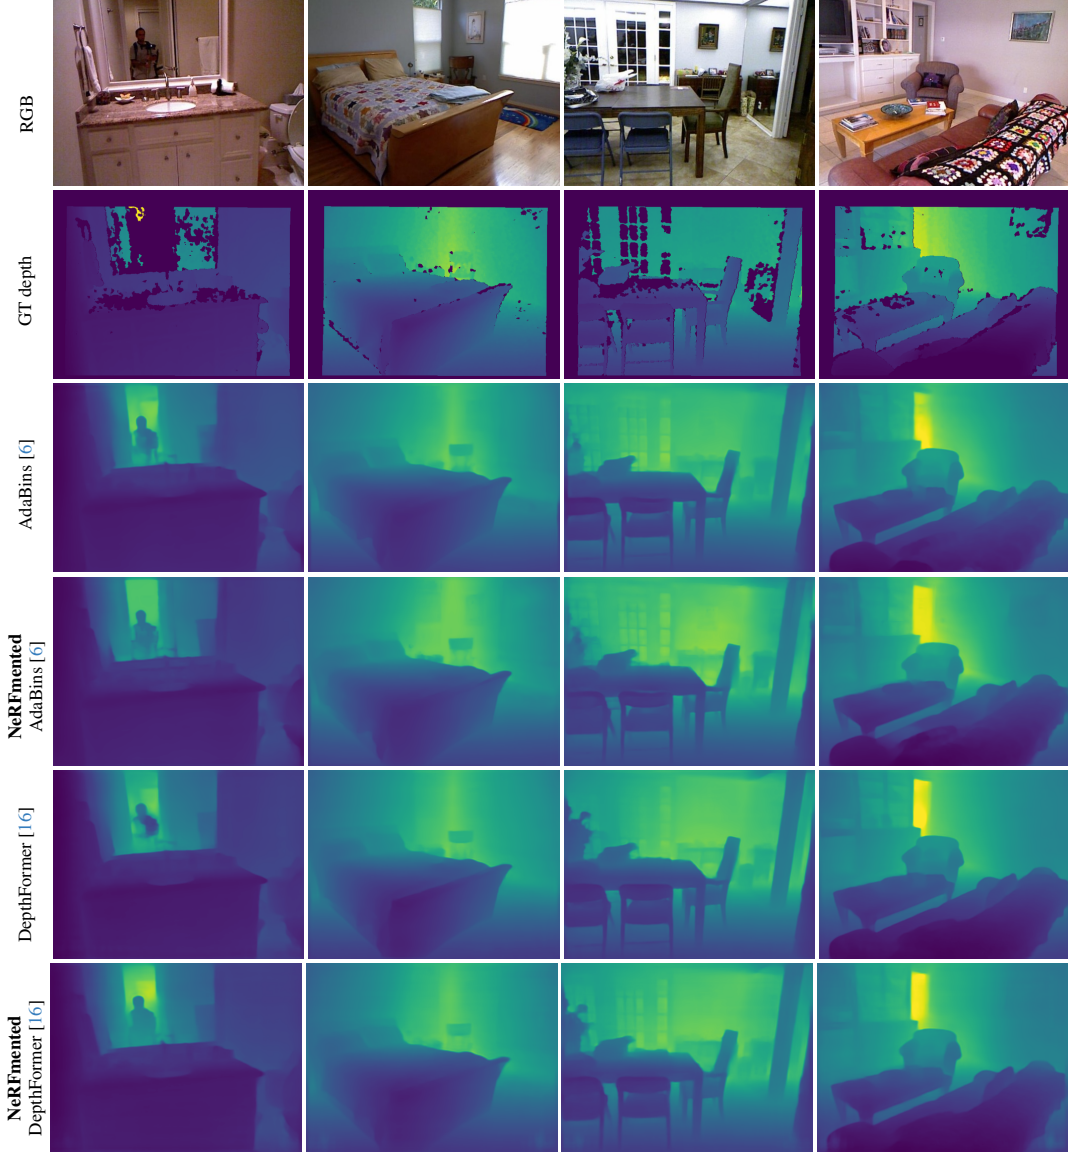 RGB
GT depth
AdaBins [6]
NeRFmented
AdaBins [6]
DepthFormer [16]
NeRFmented
DepthFormer [16]